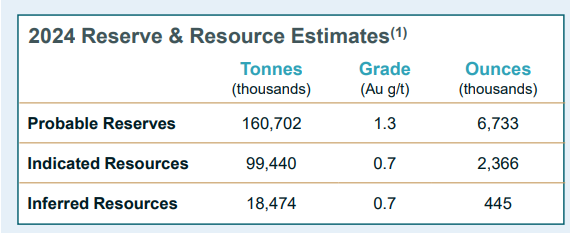 2024 Reserve & Resource Estimates(1)
Tonnes Grade Ounces
(thousands) (Au g/t) (thousands)
Probable Reserves 160,702 1.3 6,733
Indicated Resources 99,440 0.7 2,366
Inferred Resources 18,474 0.7 445